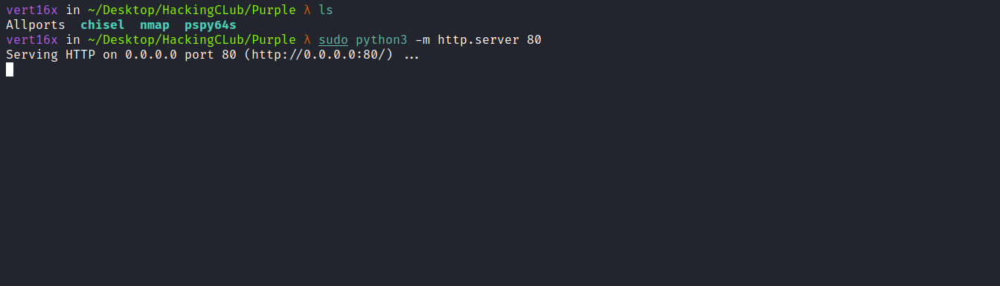 vert16x in ~/Desktop/HackingCLub/Purple λ ls
Allports  chisel  nmap  pspy64s
vert16x in ~/Desktop/HackingCLub/Purple λ sudo python3 -m http.server 80
Serving HTTP on 0.0.0.0 port 80 (http://0.0.0.0:80/) ...